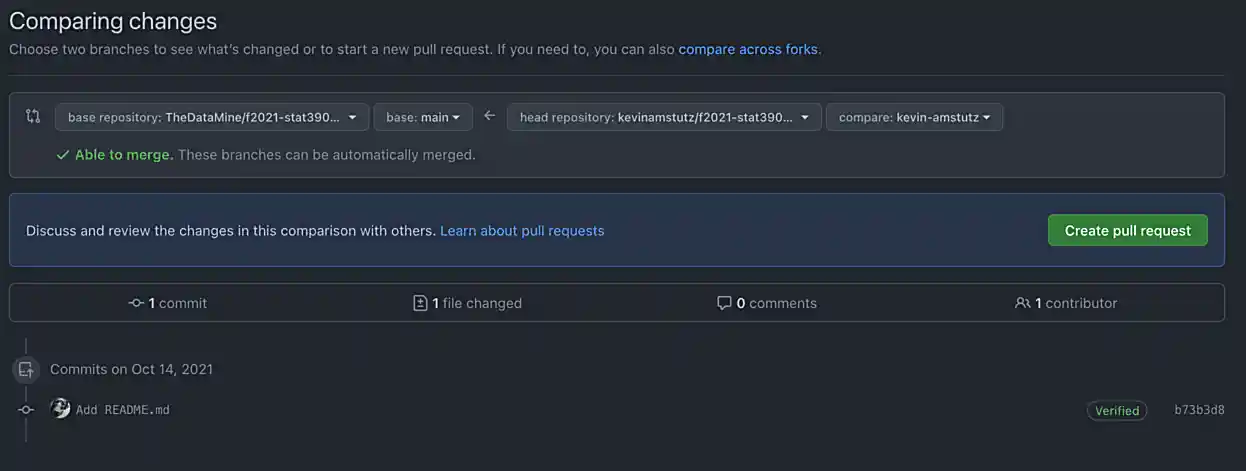 Comparing changes
Choose two branches to see what's changed or to start a new pull request. If you need to, you can also compare across forks.
base repository: TheDataMine/f2021-stat390... base: main head repository: kevinamstutz/f2021-stat390... compare: kevin-amstutz
Able to merge. These branches can be automatically merged.
Discuss and review the changes in this comparison with others. Learn about pull requests Create pull request
1 commit 1 file changed 0 comments 1 contributor
Commits on Oct 14, 2021
Add README.md Verified b73b3d8